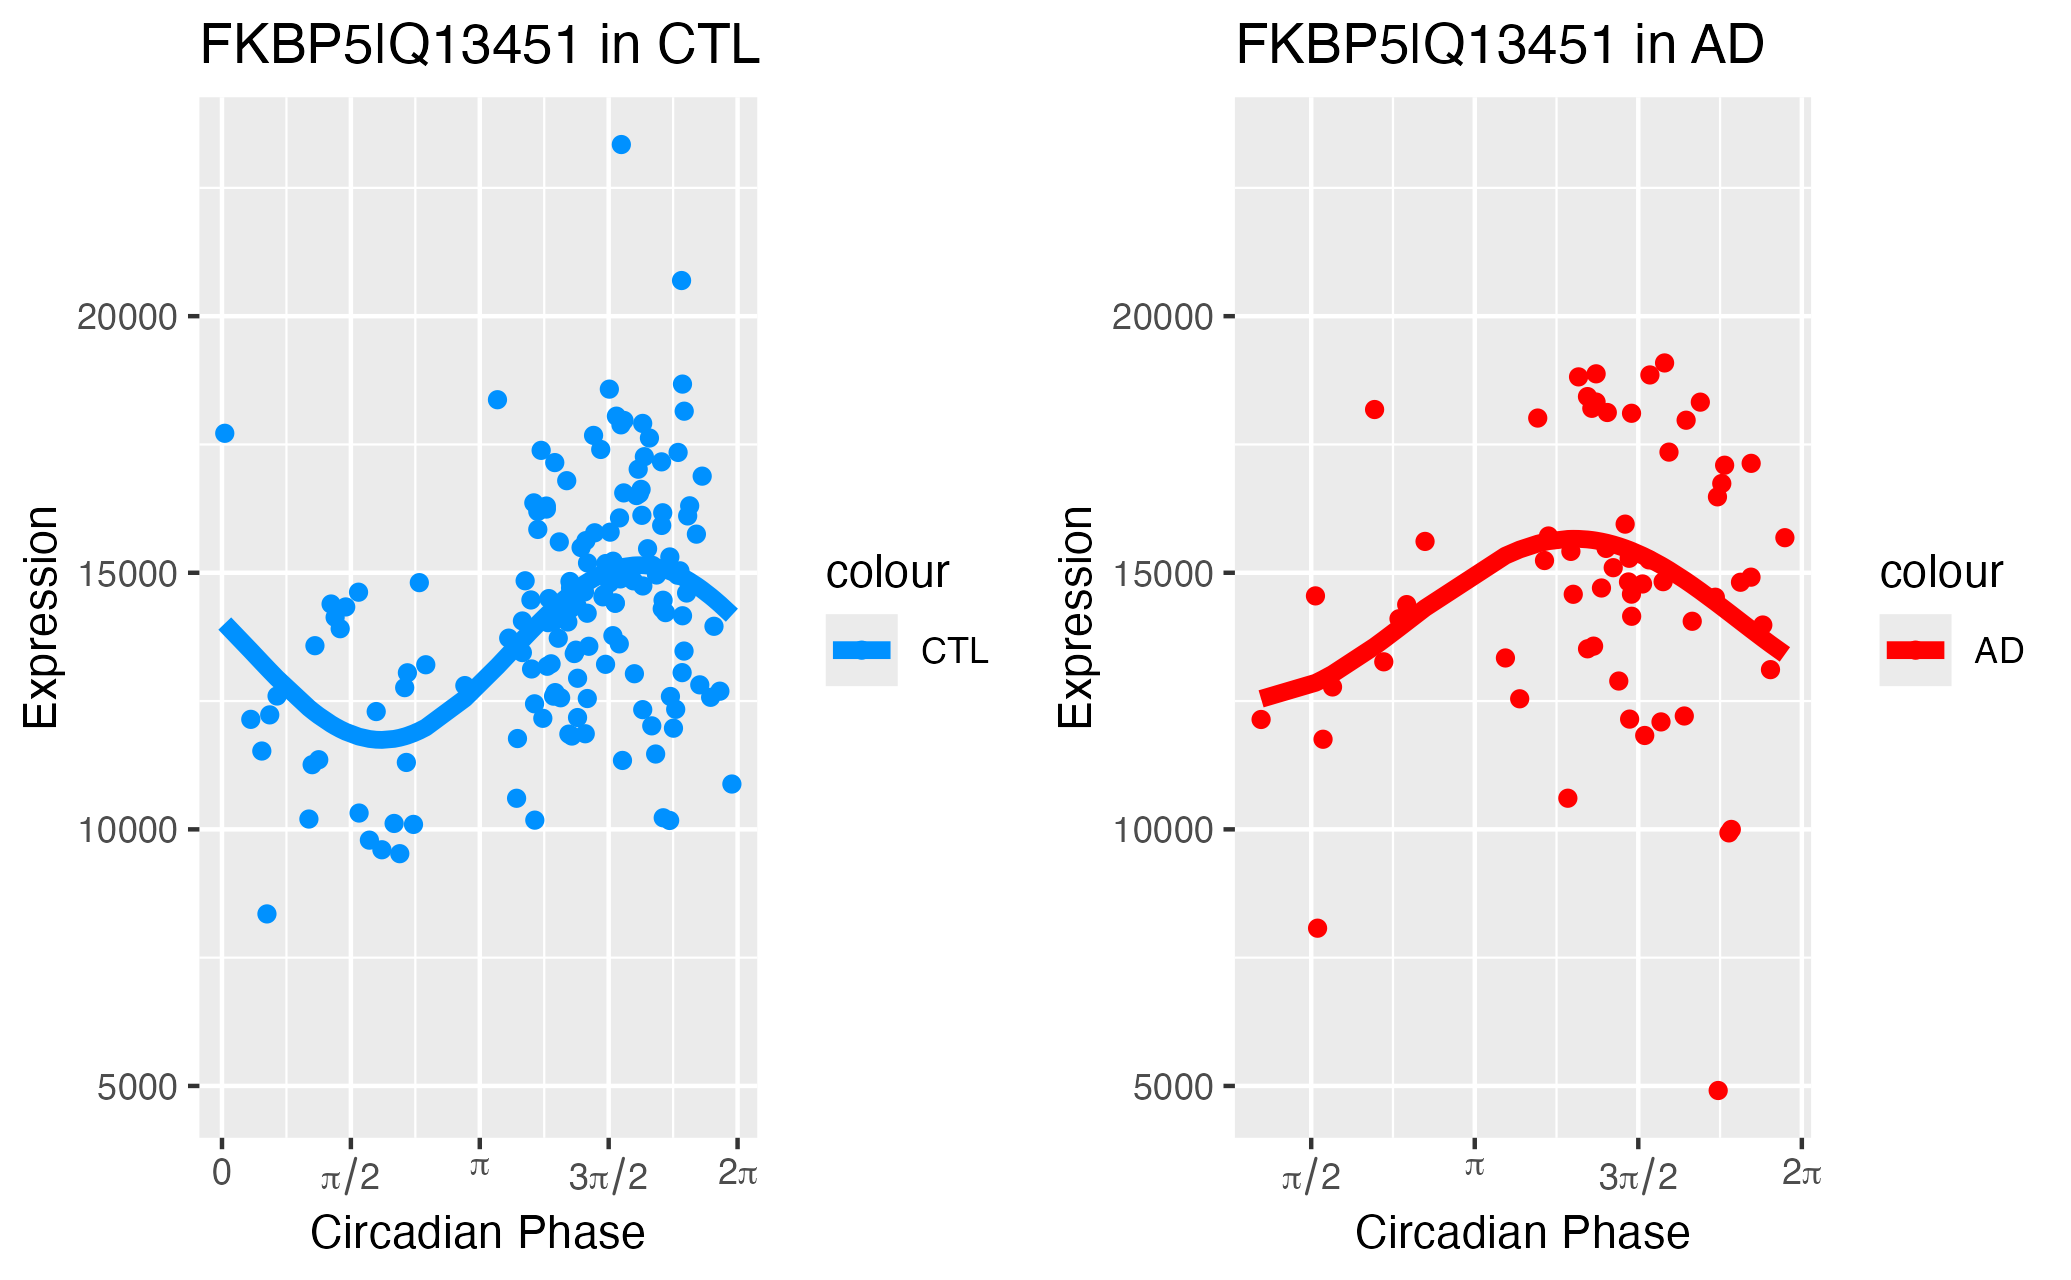 FKBP5|Q13451 in CTL
Expression
20000
15000
10000
5000
0
π/2
π
3π/2
2π
Circadian Phase
colour
CTL
FKBP5|Q13451 in AD
Expression
20000
15000
10000
5000
π/2
π
3π/2
2π
Circadian Phase
colour
AD